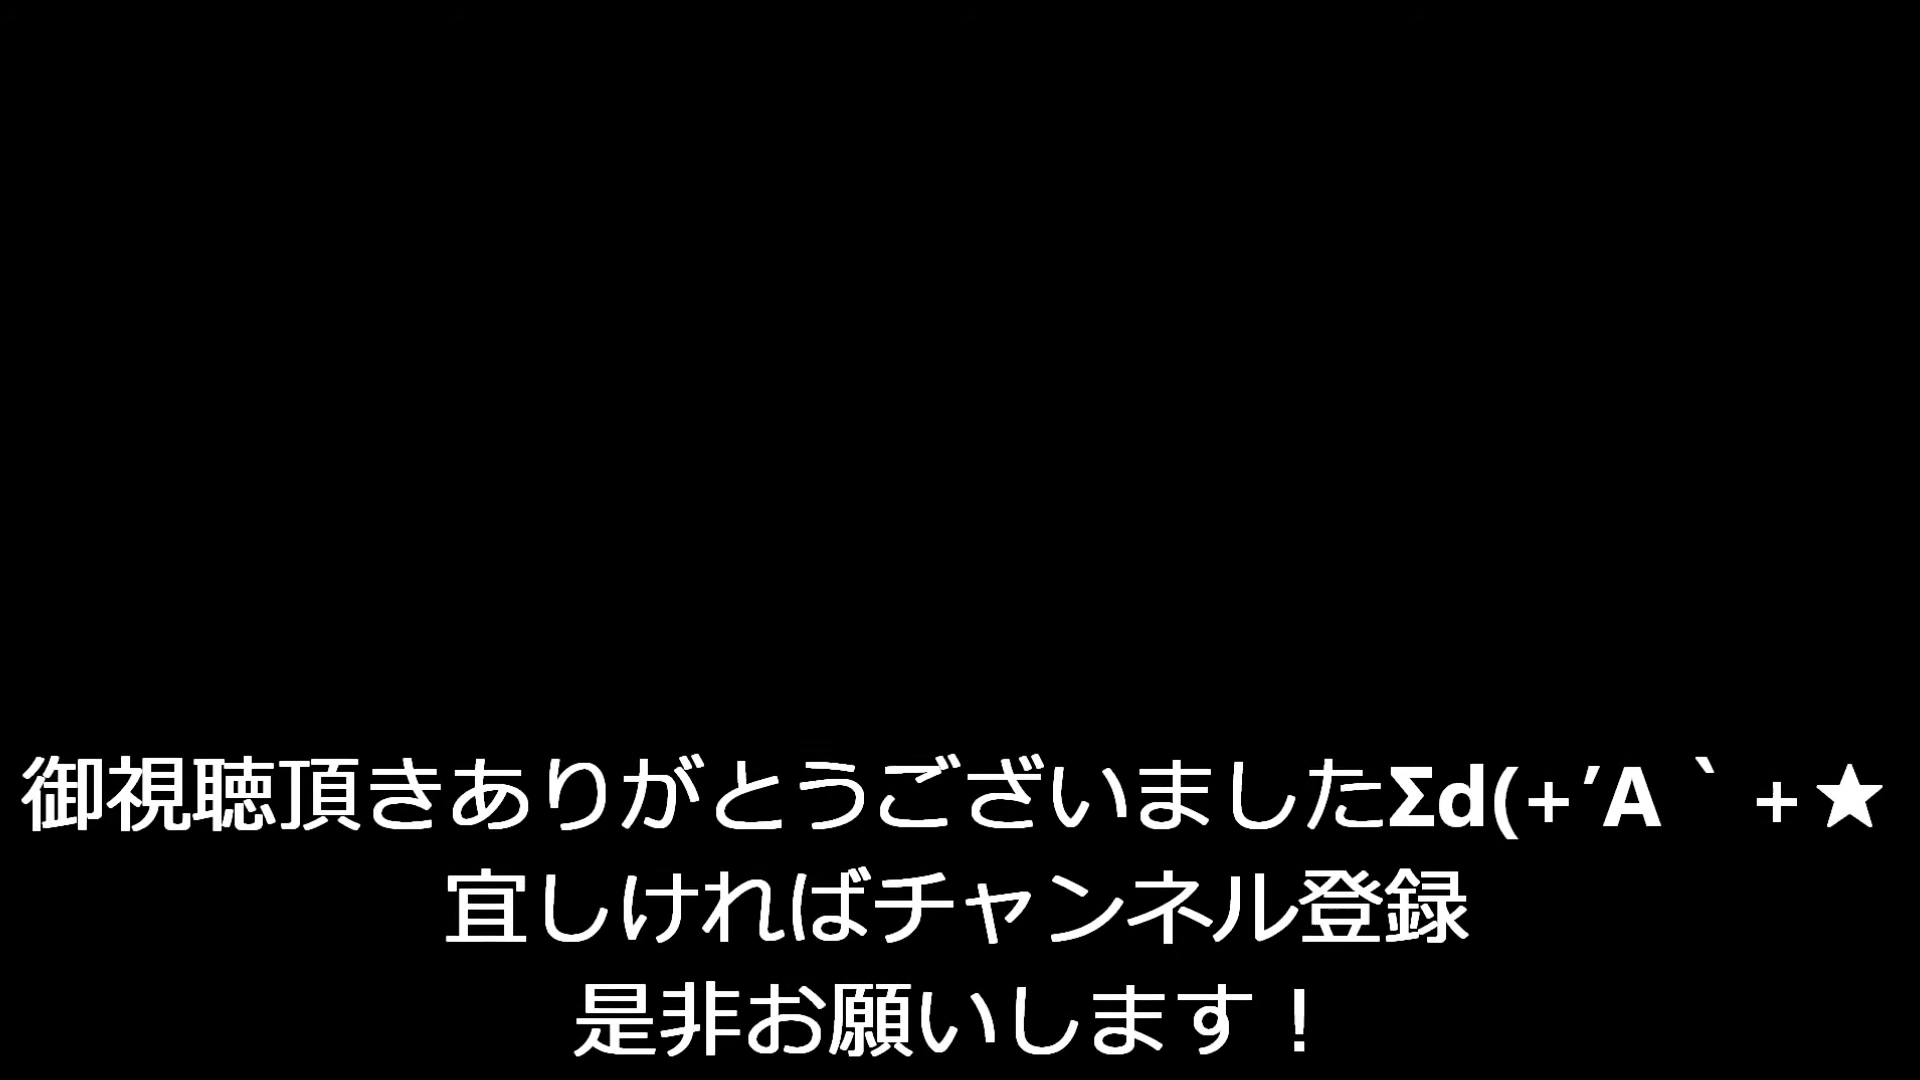 御視聴頂きありがとうございましたΣd(+′A｀+★
宜しければチャンネル登録
是非お願いします！